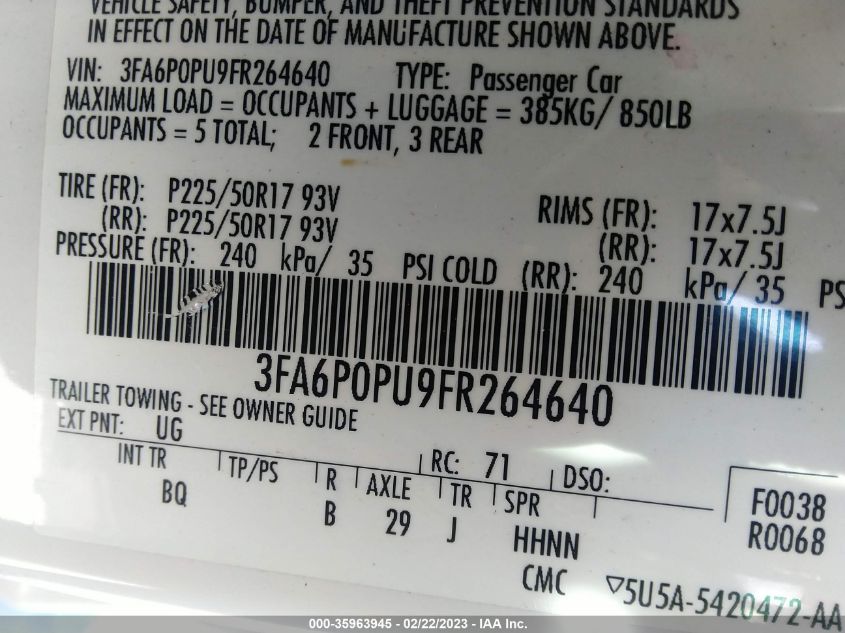 VEHICLE SAFETY, BUMPER, AND THEFT PREVENTION STANDARDS
IN EFFECT ON THE DATE OF MANUFACTURE SHOWN ABOVE.
VIN: 3FA6P0PU9FR264640 TYPE: Passenger Car
MAXIMUM LOAD = OCCUPANTS + LUGGAGE = 385KG/ 850LB
OCCUPANTS = 5 TOTAL; 2 FRONT, 3 REAR
TIRE (FR): P225/50R17 93V RIMS (FR): 17x7.5J
(RR): P225/50R17 93V (RR): 17x7.5J
PRESSURE (FR): 240 kPa/ 35 PSI COLD (RR): 240 kPa/ 35 PS
3FA6P0PU9FR264640
TRAILER TOWING - SEE OWNER GUIDE
EXT PNT: UG RC: 71 DSO:
INT TR TP/PS R AXLE TR SPR F0038
BQ B 29 J HHNN R0068
CMC ▽5U5A-5420472-AA
000-35963945 / 02/22/2023 - IAA Inc.